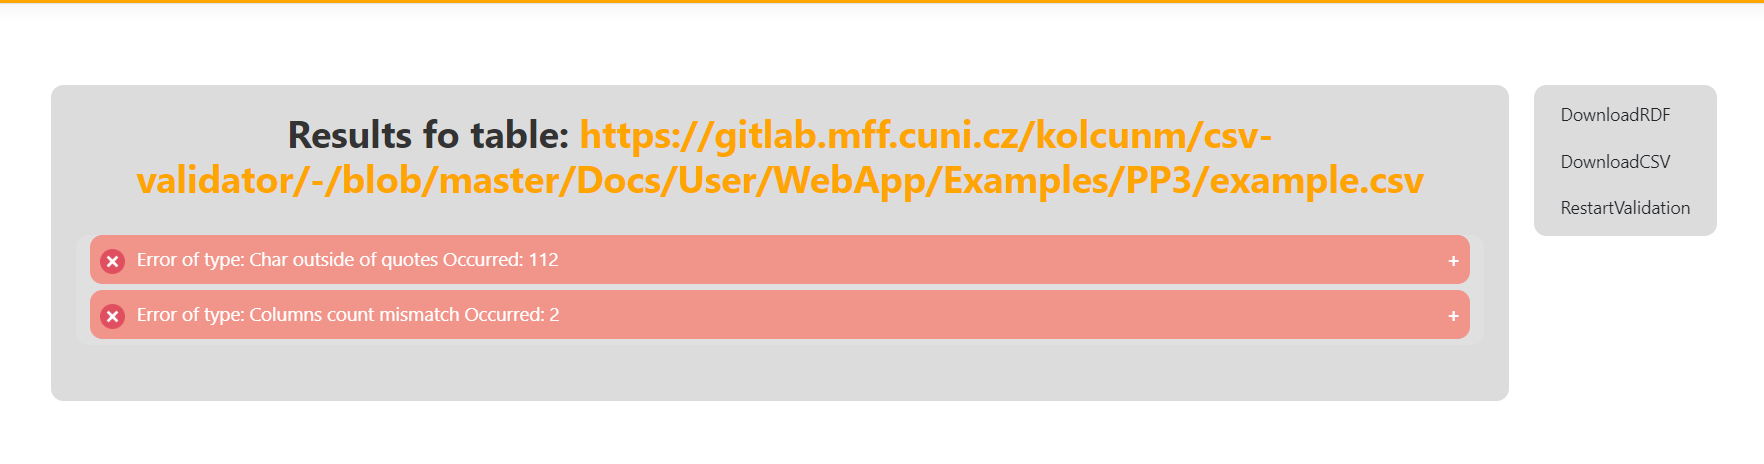 Results fo table: https://gitlab.mff.cuni.cz/kolcunm/csv-
validator/-/blob/master/Docs/User/WebApp/Examples/PP3/example.csv
Error of type: Char outside of quotes Occurred: 112
+
Error of type: Columns count mismatch Occurred: 2
+
DownloadRDF
DownloadCSV
RestartValidation